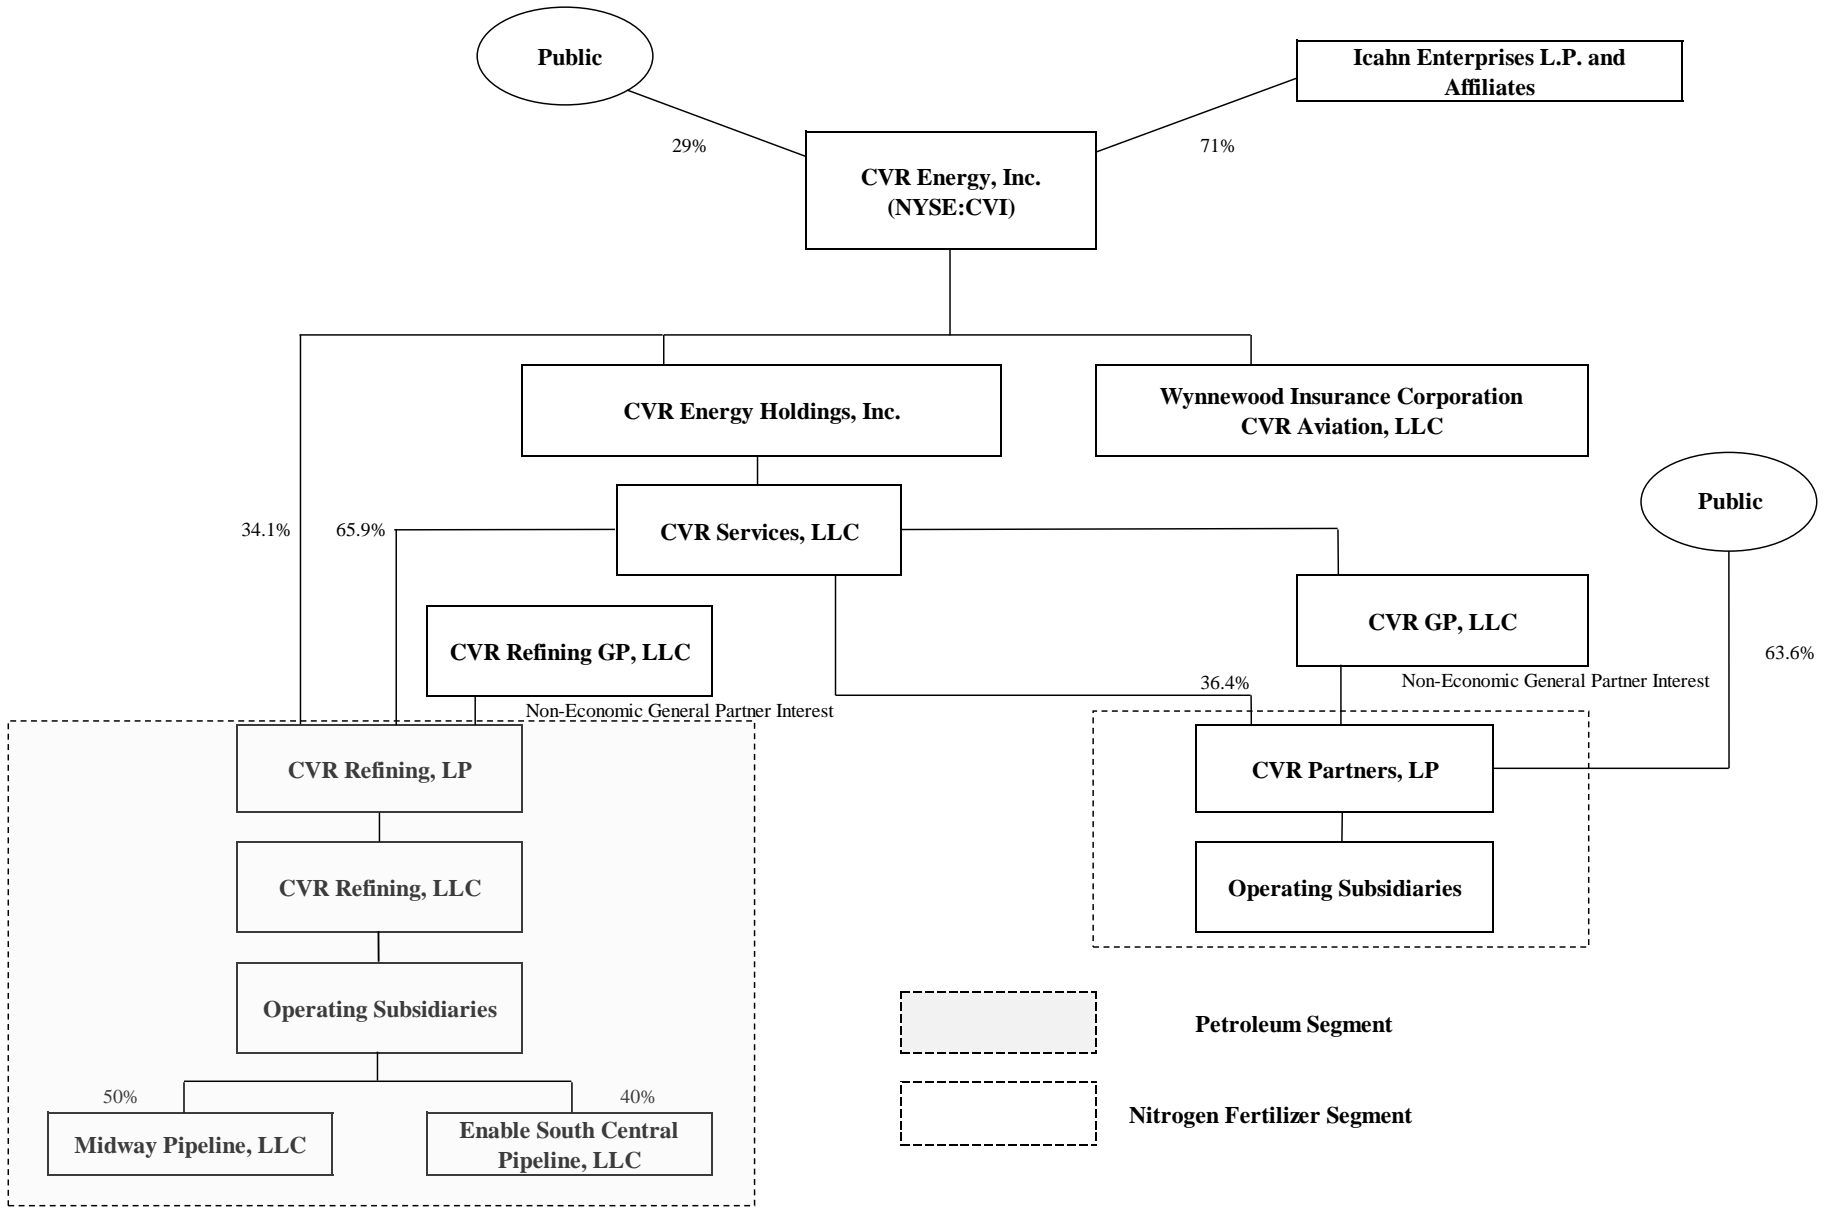 Public
Icahn Enterprises L.P. and
Affiliates
29%
71%
CVR Energy, Inc.
(NYSE:CVI)
CVR Energy Holdings, Inc.
Wynnewood Insurance Corporation
CVR Aviation, LLC
Public
34.1%
65.9%
CVR Services, LLC
CVR GP, LLC
CVR Refining GP, LLC
63.6%
Non-Economic General Partner Interest
36.4%
Non-Economic General Partner Interest
CVR Refining, LP
CVR Partners, LP
CVR Refining, LLC
Operating Subsidiaries
Operating Subsidiaries
Petroleum Segment
50%
40%
Nitrogen Fertilizer Segment
Midway Pipeline, LLC
Enable South Central
Pipeline, LLC